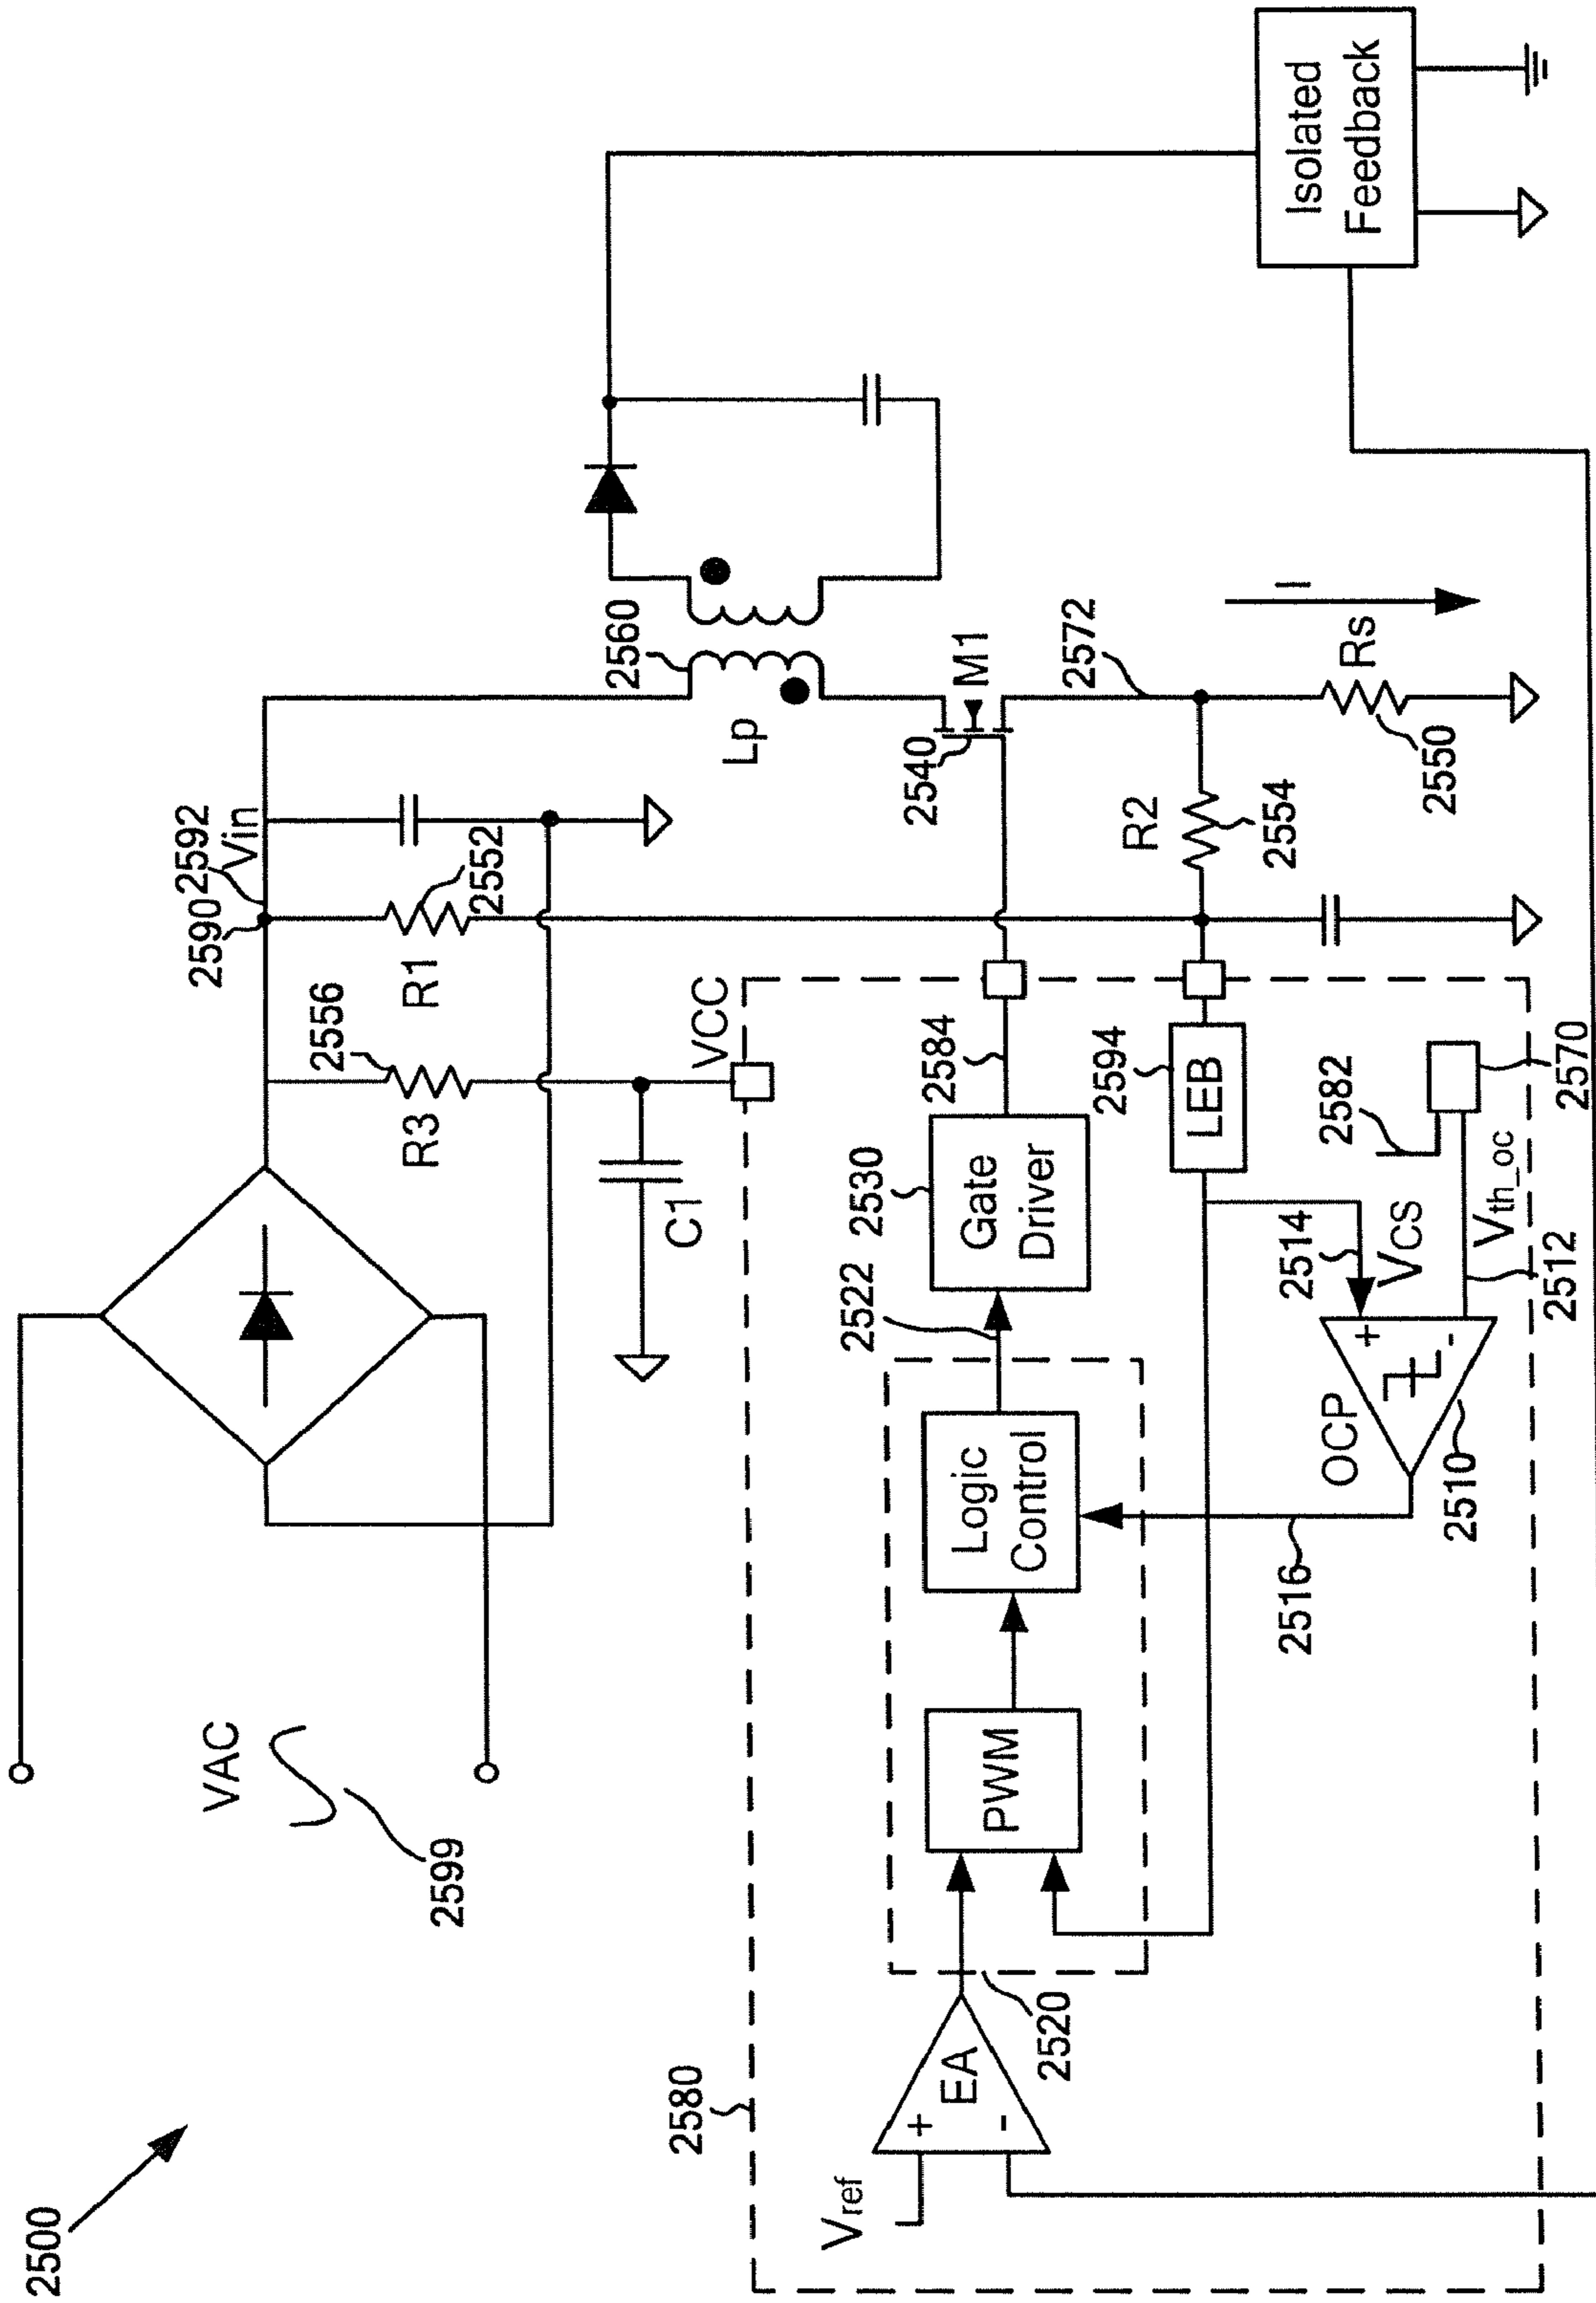 2500
VAC
2599
2556
R3
C1
VCC
2590
2592
Vin
R1
2552
2560
Lp
2540
M1
2572
I
R2
2554
Rs
2550
Isolated
Feedback
2580
Vref
+
-
EA
2520
PWM
Logic
Control
2522
2530
Gate
Driver
2584
2594
LEB
2516
OCP
2510
+
-
2514
VCS
2582
Vth_oc
2512
2570